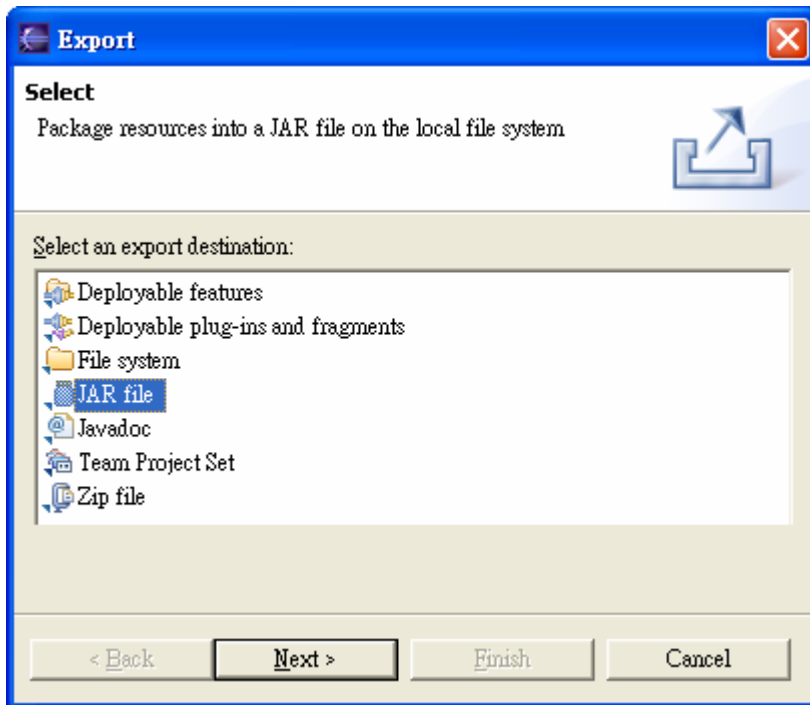 Export
Select
Package resources into a JAR file on the local file system
Select an export destination:
Deployable features
Deployable plug-ins and fragments
File system
JAR file
Javadoc
Team Project Set
Zip file
< Back
Next >
Finish
Cancel